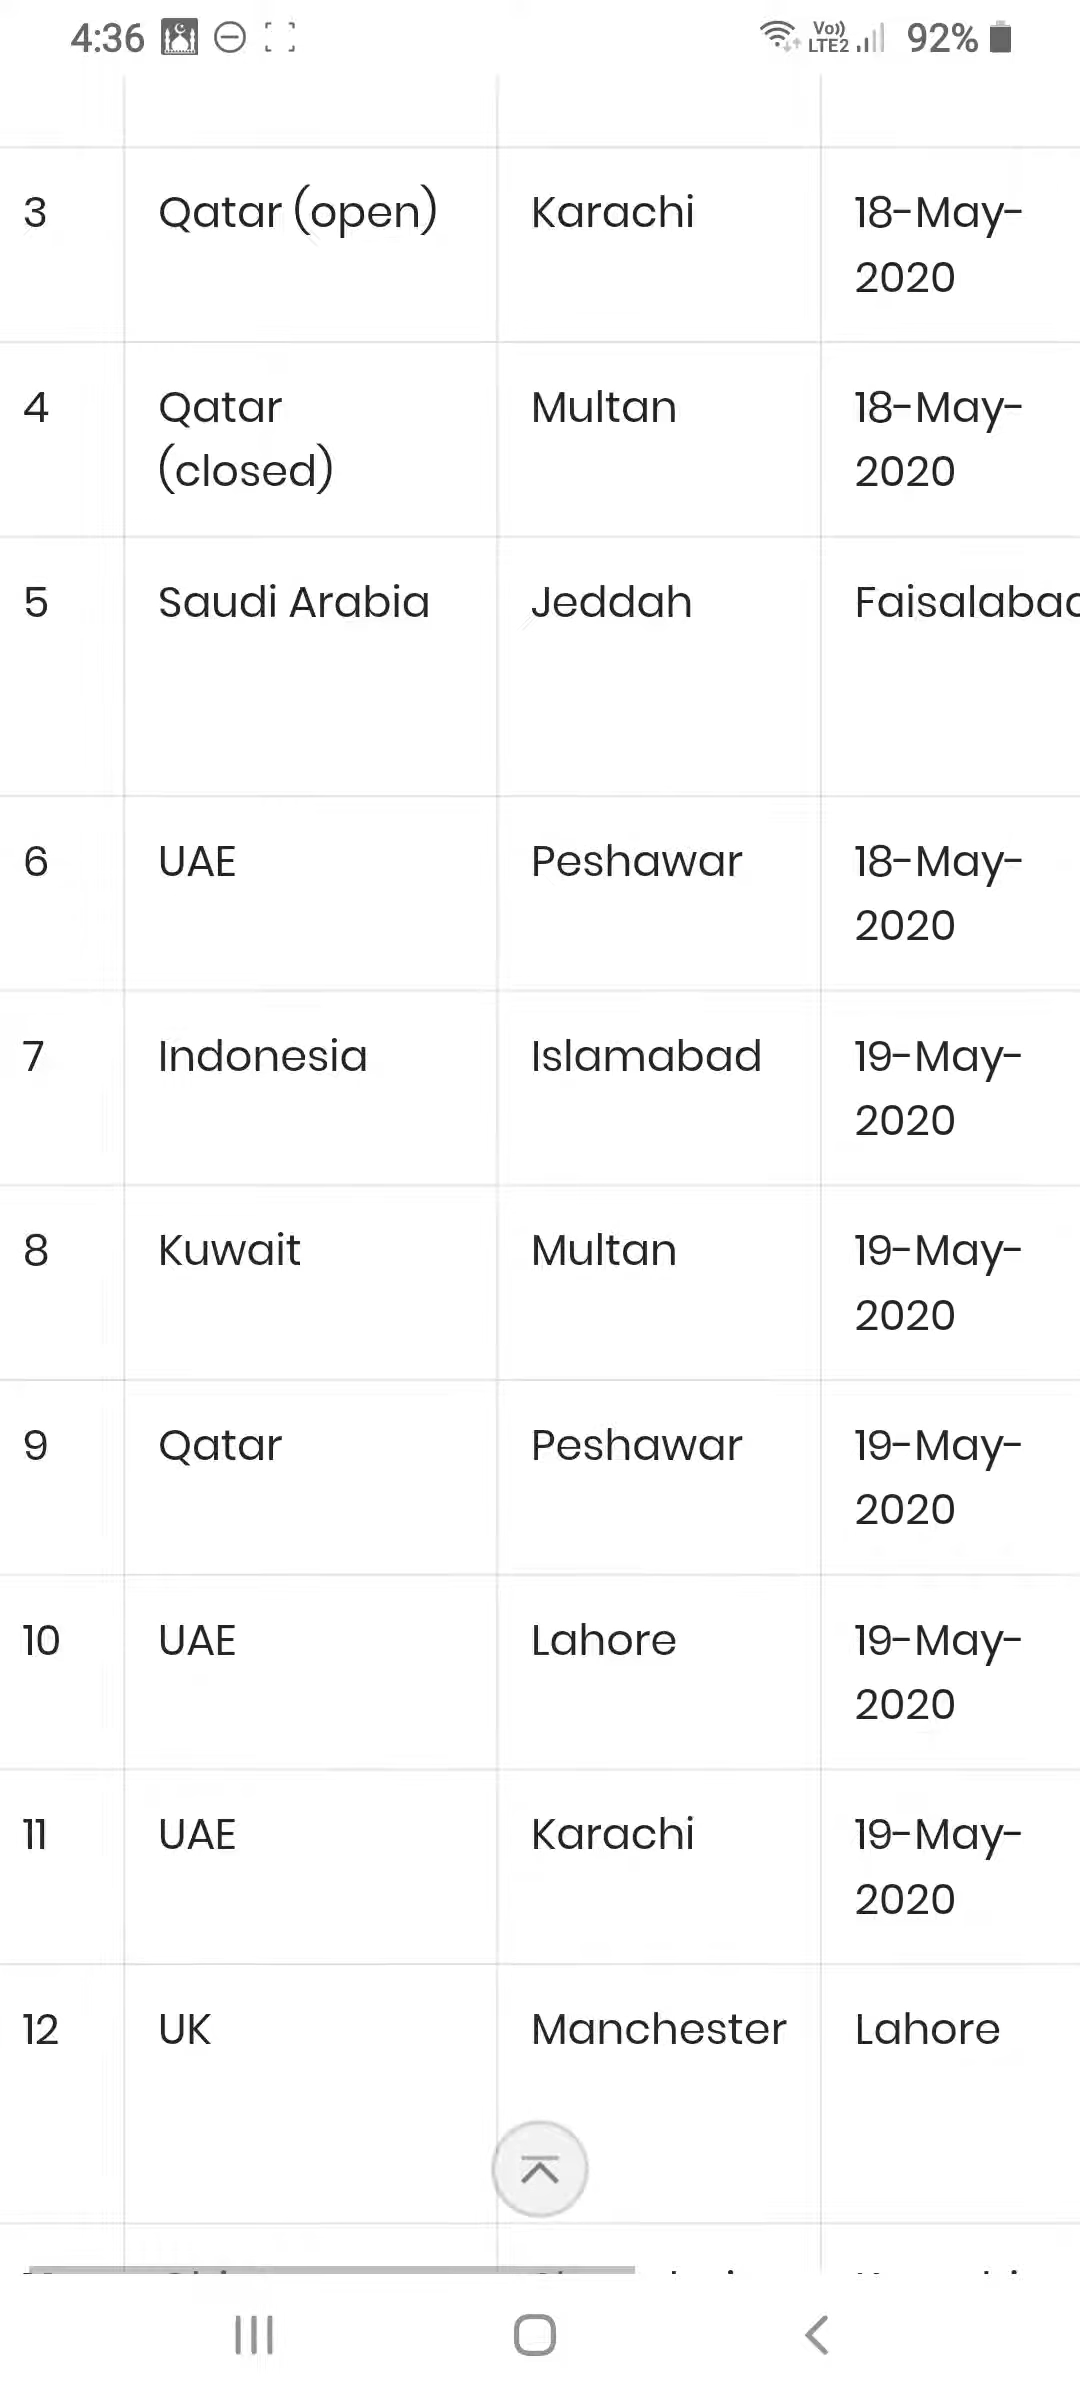 4:36 Vo)) LTE2 92%
3 Qatar (open) Karachi 18-May-
2020
4 Qatar Multan 18-May-
(closed) 2020
5 Saudi Arabia Jeddah
6 UAE Peshawar 18-May-
2020
7 Indonesia Islamabad 19-May-
2020
8 Kuwait Multan 19-May-
2020
9 Qatar Peshawar 19-May-
2020
10 UAE Lahore 19-May-
2020
11 UAE Karachi 19-May-
2020
12 UK Manchester Lahore